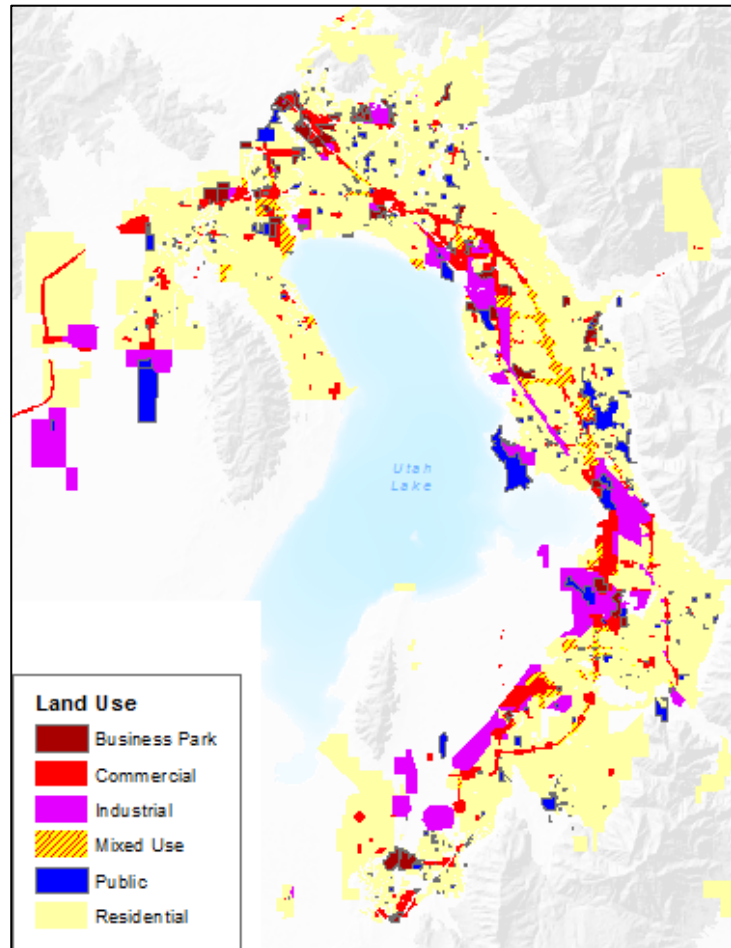 Utah
Lake
Land Use
Business Park
Commercial
Industrial
Mixed Use
Public
Residential